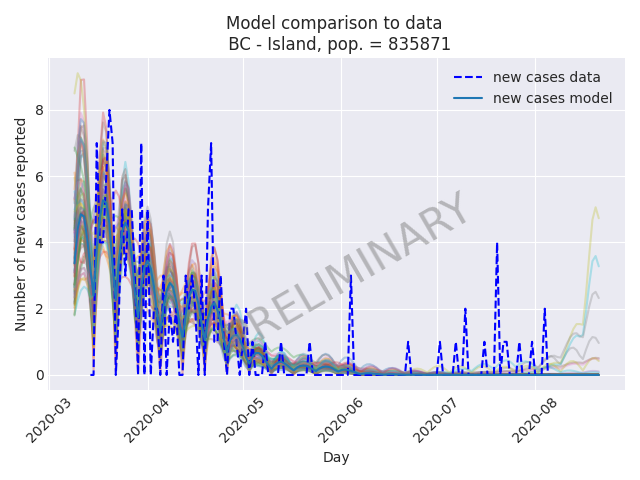 Model comparison to data
BC - Island, pop. = 835871
new cases data
new cases model
PRELIMINARY
Number of new cases reported
8
6
4
2
0
2020-03
2020-04
2020-05
2020-06
2020-07
2020-08
Day